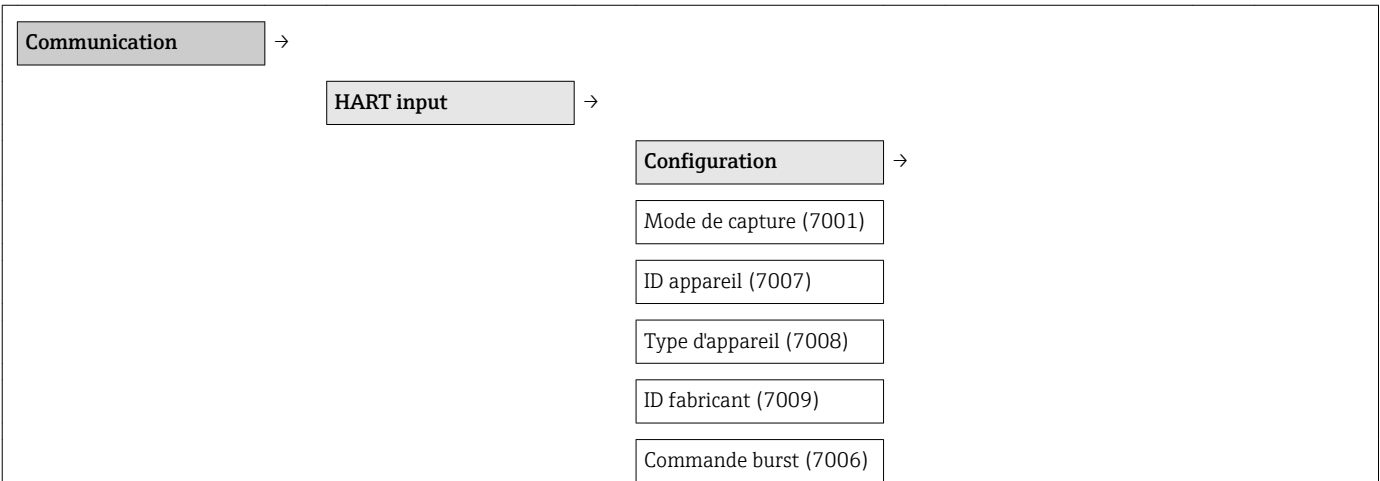 Communication →
HART input →
Configuration →
Mode de capture (7001)
ID appareil (7007)
Type d'appareil (7008)
ID fabricant (7009)
Commande burst (7006)